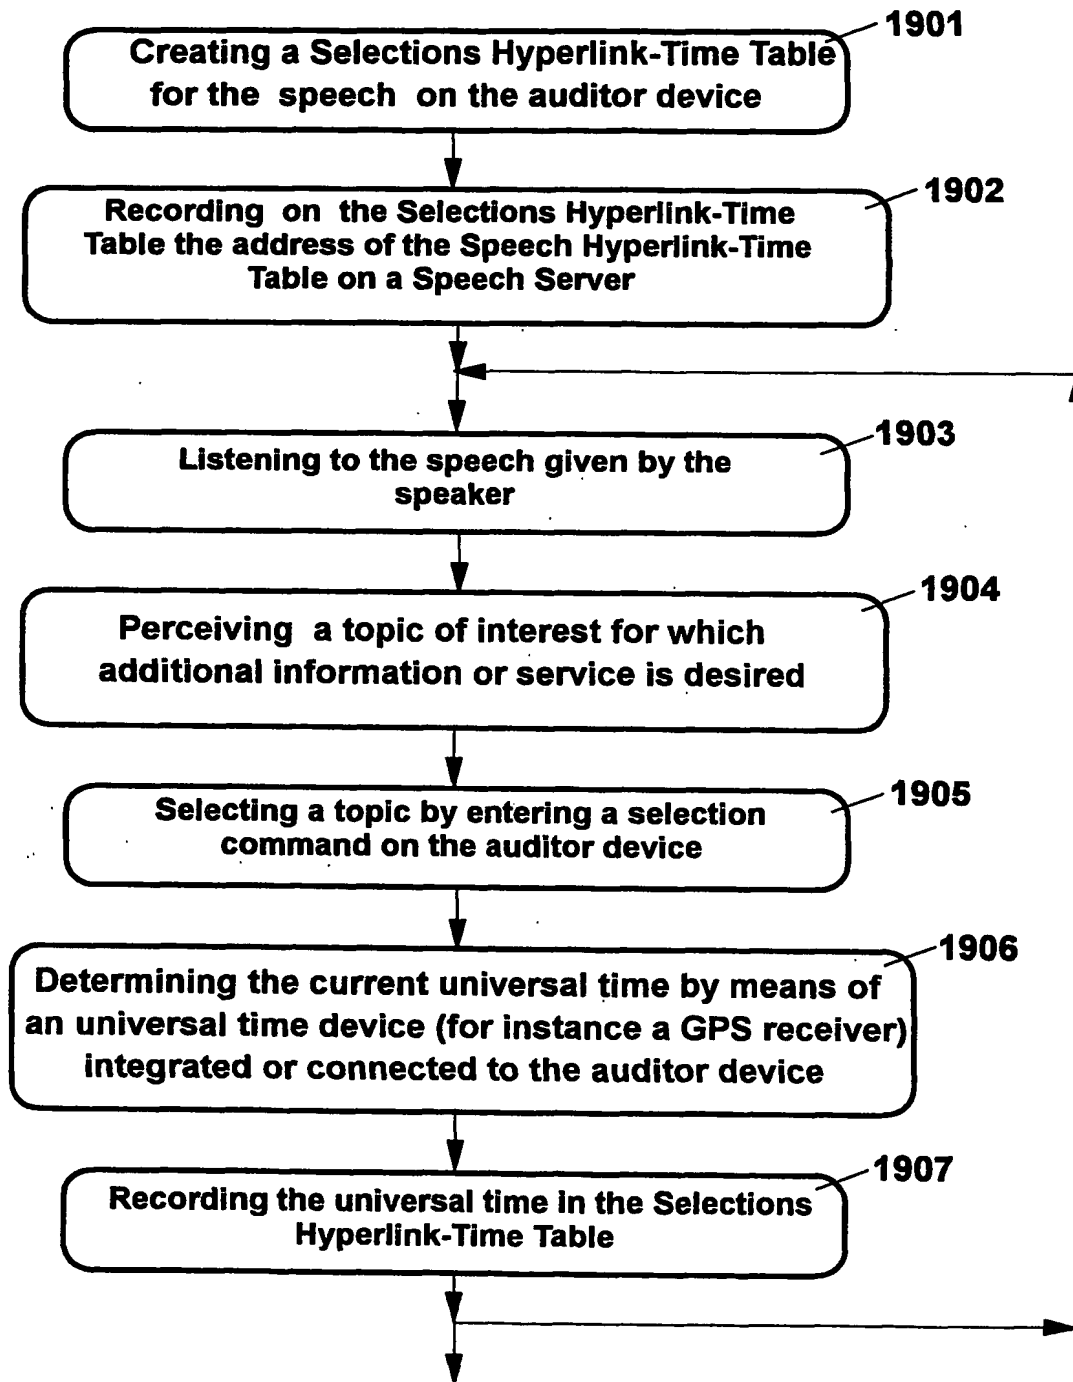 1901
Creating a Selections Hyperlink-Time Table
for the speech on the auditor device
1902
Recording on the Selections Hyperlink-Time
Table the address of the Speech Hyperlink-Time
Table on a Speech Server
1903
Listening to the speech given by the
speaker
1904
Perceiving a topic of interest for which
additional information or service is desired
1905
Selecting a topic by entering a selection
command on the auditor device
1906
Determining the current universal time by means of
an universal time device (for instance a GPS receiver)
integrated or connected to the auditor device
1907
Recording the universal time in the Selections
Hyperlink-Time Table